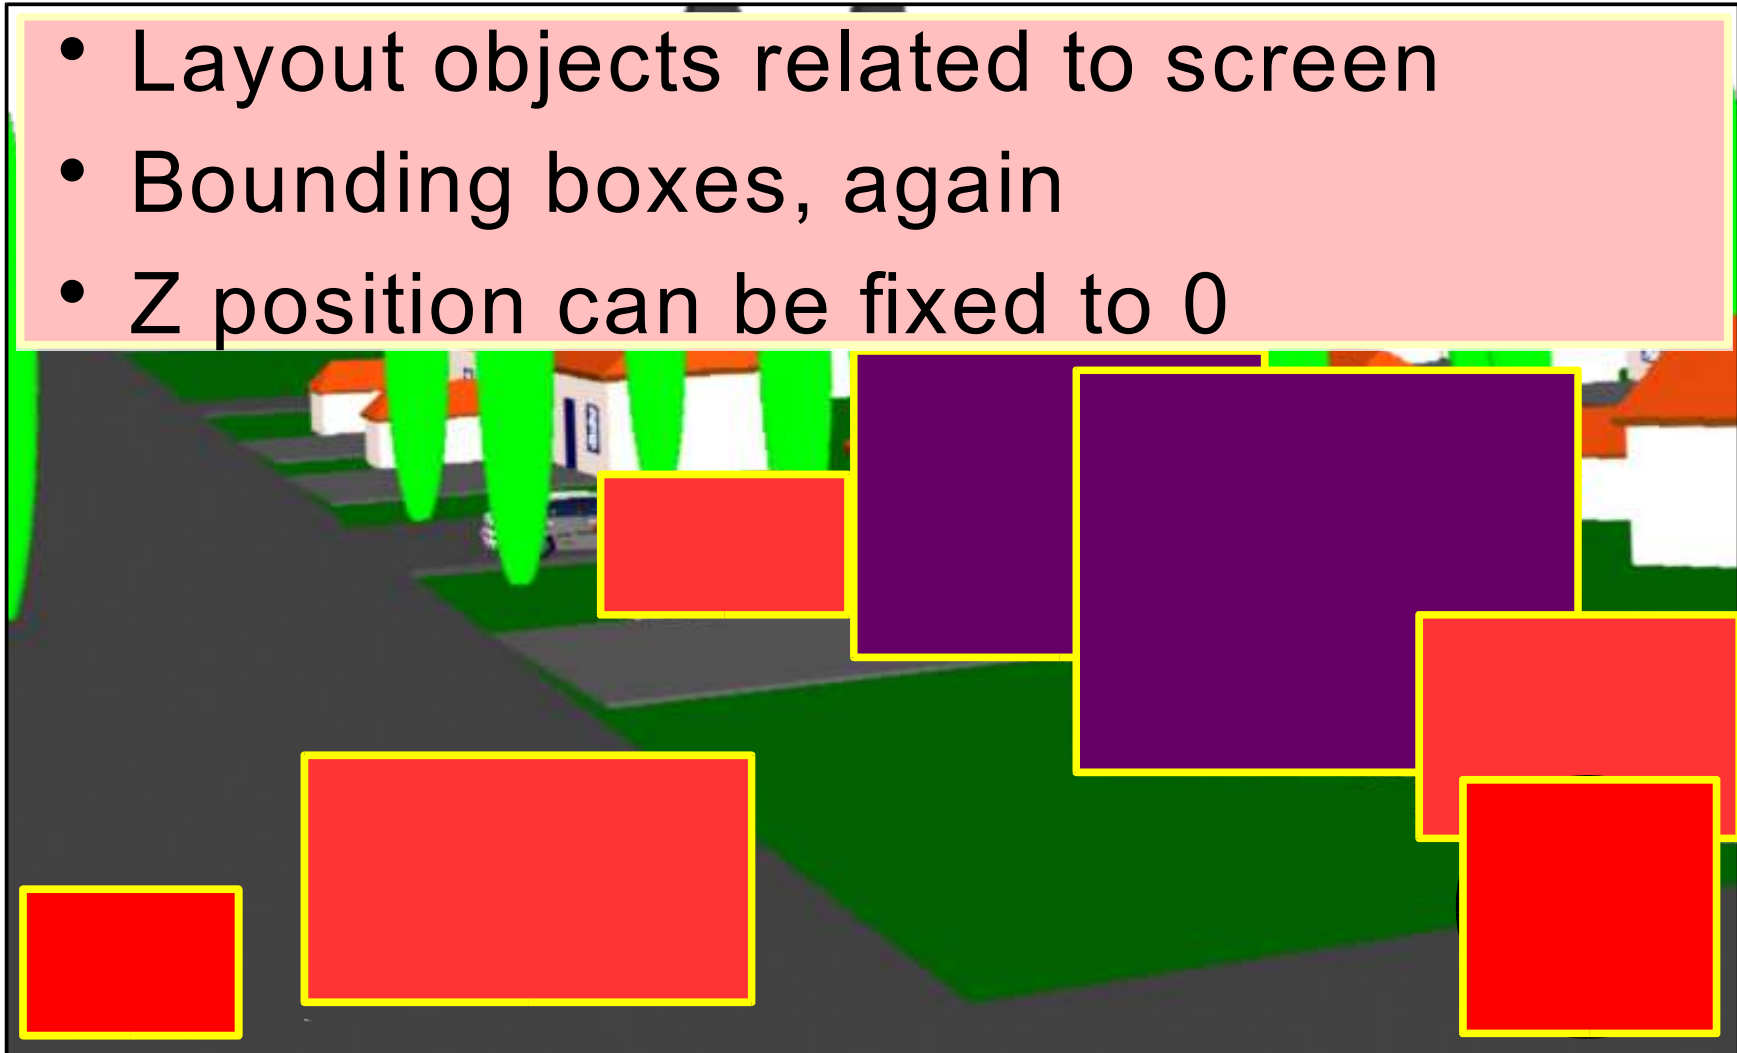 • Layout objects related to screen
• Bounding boxes, again
• Z position can be fixed to 0